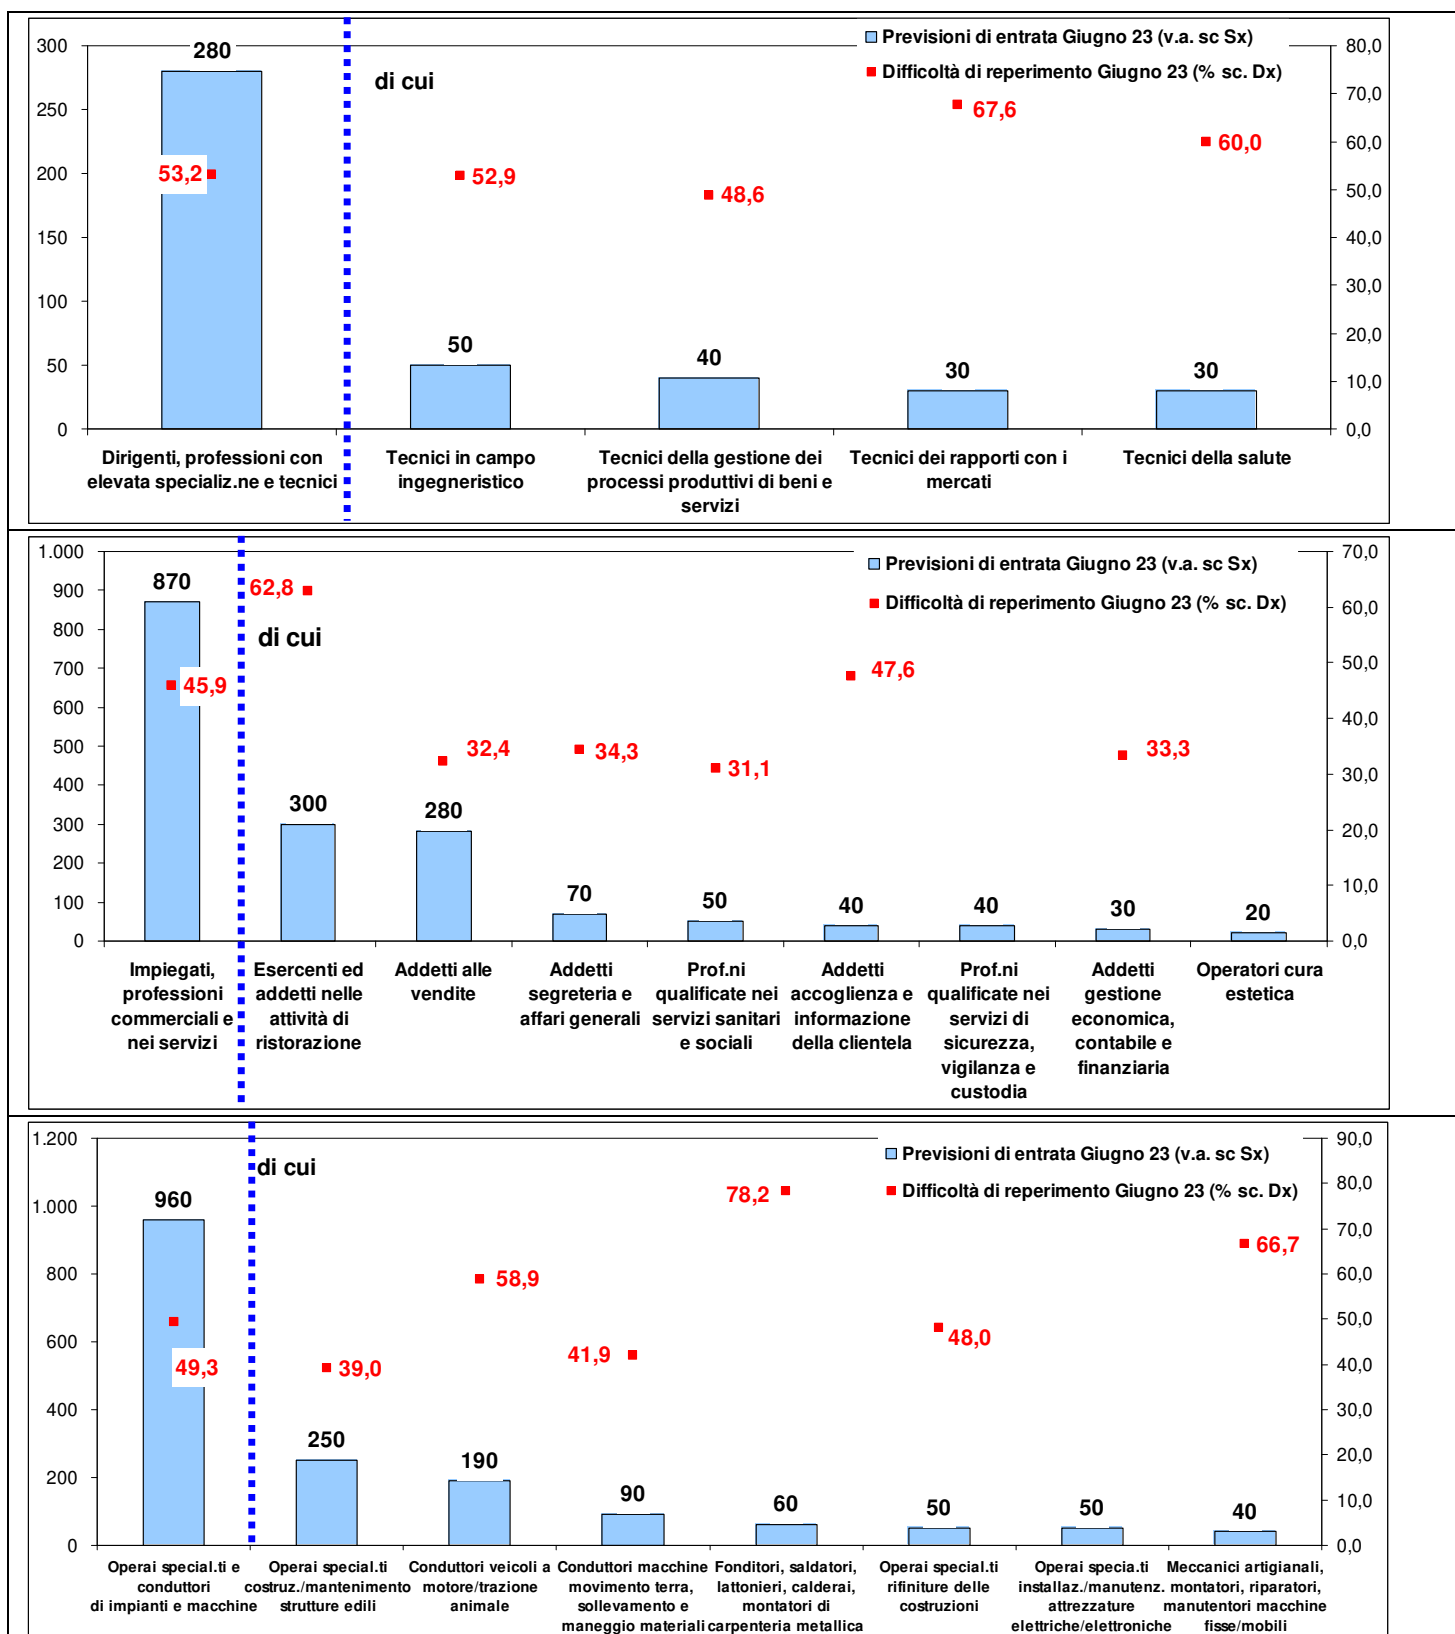 Previsioni di entrata Giugno 23 (v.a. sc Sx)
Difficoltà di reperimento Giugno 23 (% sc. Dx)
di cui
300
250
200
150
100
50
0
80,0
70,0
60,0
50,0
40,0
30,0
20,0
10,0
0,0
280
50
40
30
30
53,2
52,9
48,6
67,6
60,0
Dirigenti, professioni con
elevata specializ.ne e tecnici
Tecnici in campo
ingegneristico
Tecnici della gestione dei
processi produttivi di beni e
servizi
Tecnici dei rapporti con i
mercati
Tecnici della salute
Previsioni di entrata Giugno 23 (v.a. sc Sx)
Difficoltà di reperimento Giugno 23 (% sc. Dx)
di cui
1.000
900
800
700
600
500
400
300
200
100
0
70,0
60,0
50,0
40,0
30,0
20,0
10,0
0,0
870
300
280
70
50
40
40
30
20
45,9
62,8
32,4
34,3
31,1
47,6
33,3
Impiegati,
professioni
commerciali e
nei servizi
Esercenti ed
addetti nelle
attività di
ristorazione
Addetti alle
vendite
Addetti
segreteria e
affari generali
Prof.ni
qualificate nei
servizi sanitari
e sociali
Addetti
accoglienza e
informazione
della clientela
Prof.ni
qualificate nei
servizi di
sicurezza,
vigilanza e
custodia
Addetti
gestione
economica,
contabile e
finanziaria
Operatori cura
estetica
Previsioni di entrata Giugno 23 (v.a. sc Sx)
Difficoltà di reperimento Giugno 23 (% sc. Dx)
di cui
1.200
1.000
800
600
400
200
0
90,0
80,0
70,0
60,0
50,0
40,0
30,0
20,0
10,0
0,0
960
250
190
90
60
50
50
40
49,3
39,0
58,9
41,9
78,2
48,0
66,7
Operai special.ti e
conduttori
di impianti e macchine
Operai special.ti
costruz./mantenimento
strutture edili
Conduttori veicoli a
motore/trazione
animale
Conduttori macchine
movimento terra,
sollevamento e
maneggio materiali
Fonditori, saldatori,
lattonieri, calderai,
montatori di
carpenteria metallica
Operai special.ti
rifiniture delle
costruzioni
Operai specia.ti
installaz./manutenz.
attrezzature
elettriche/elettroniche
Meccanici artigianali,
montatori, riparatori,
manutentori macchine
fisse/mobili